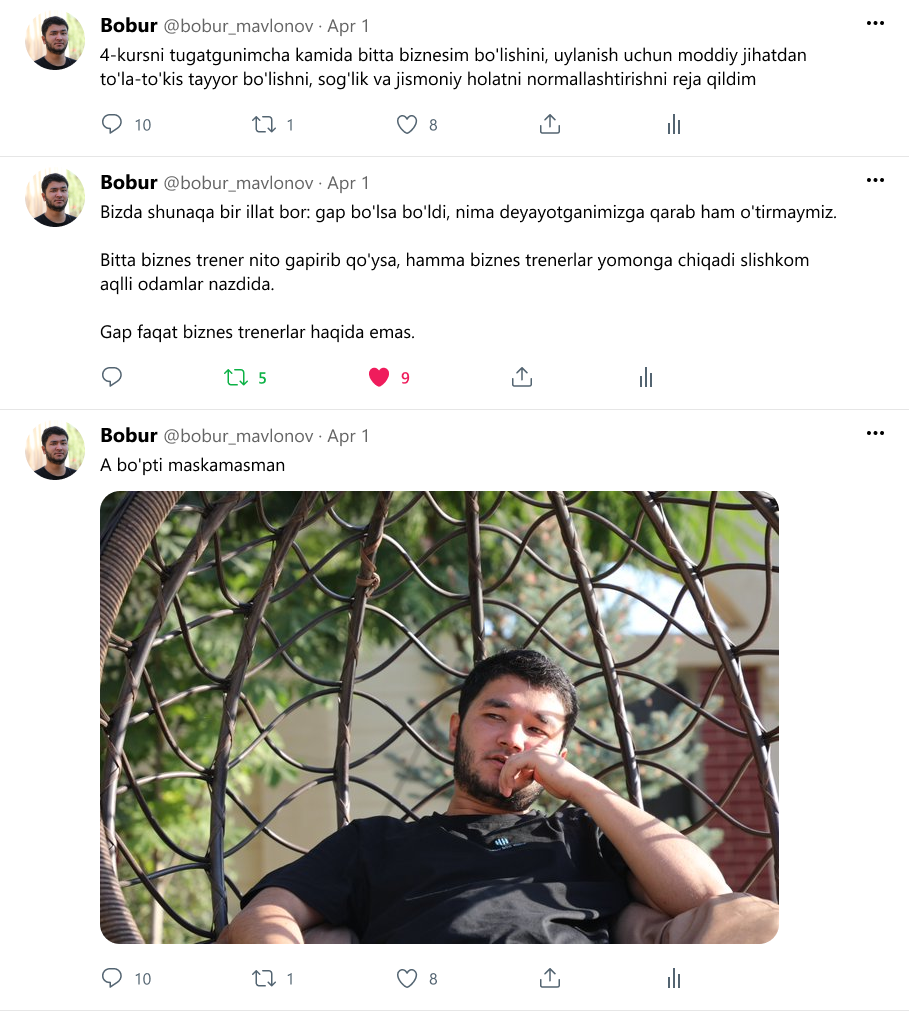 Bobur @bobur_mavlonov · Apr 1
4-kursni tugatgunimcha kamida bitta biznesim bo'lishini, uylanish uchun moddiy jihatdan
to'la-to'kis tayyor bo'lishni, sog'lik va jismoniy holatni normallashtirishni reja qildim
10 1 8
Bobur @bobur_mavlonov · Apr 1
Bizda shunaqa bir illat bor: gap bo'lsa bo'ldi, nima deyayotganimizga qarab ham o'tirmaymiz.
Bitta biznes trener nito gapirib qo'ysa, hamma biznes trenerlar yomonga chiqadi slishkom
aqlli odamlar nazdida.
Gap faqat biznes trenerlar haqida emas.
5 9
Bobur @bobur_mavlonov · Apr 1
A bo'pti maskamasman
10 1 8